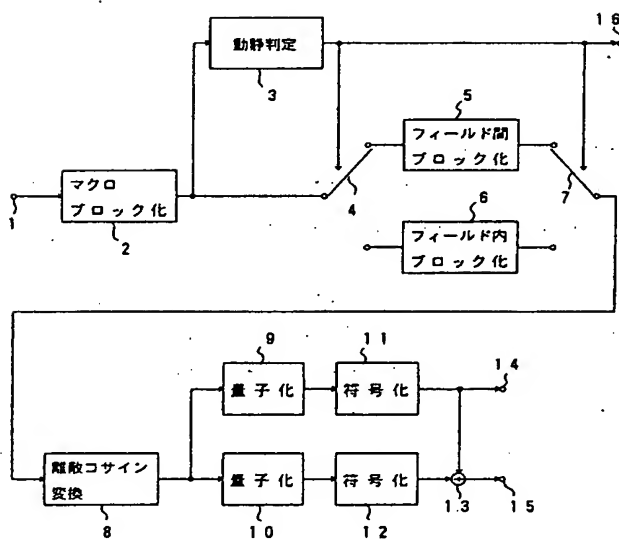 16
動静判定
3
5
フィールド間
ブロック化
マクロ
ブロック化
1
2
4
7
6
フィールド内
ブロック化
9
11
14
量子化
符号化
離散コサイン
変換
8
量子化
符号化
10
12
13
15